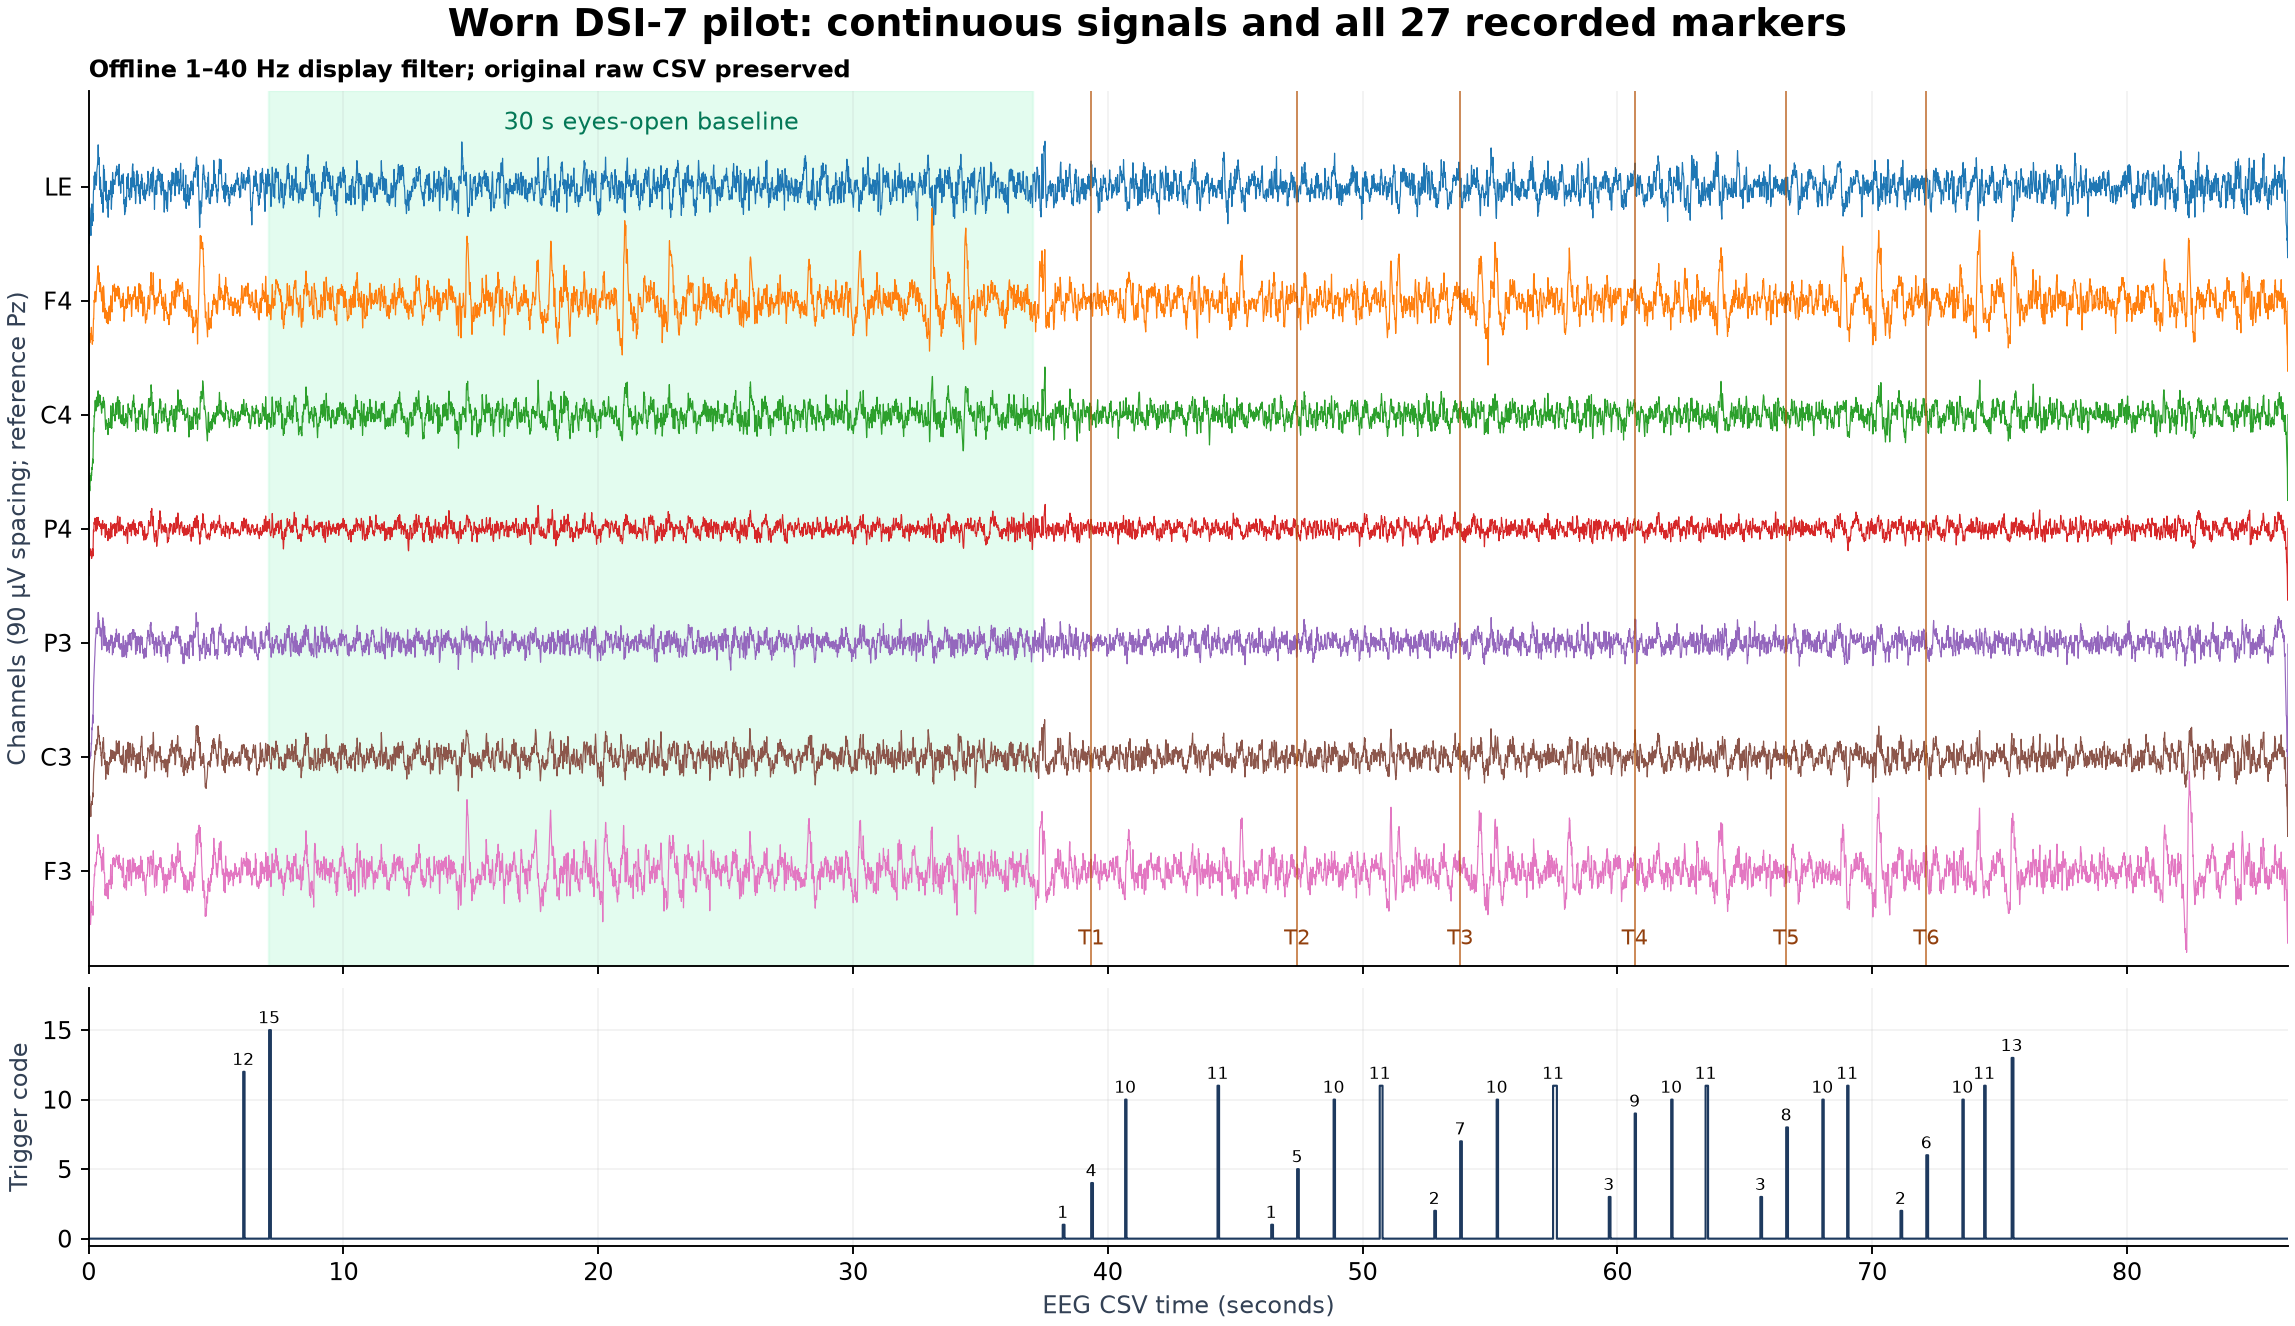 Worn DSI-7 pilot: continuous signals and all 27 recorded markers
Offline 1–40 Hz display filter; original raw CSV preserved
30 s eyes-open baseline
Channels (90 µV spacing; reference Pz)
LE
F4
C4
P4
P3
C3
F3
T1 T2 T3 T4 T5 T6
Trigger code
15
10
5
0
12 15 1 4 10 11 1 5 10 11 2 7 10 11 3 9 10 11 3 8 10 11 2 6 10 11 13
0 10 20 30 40 50 60 70 80
EEG CSV time (seconds)